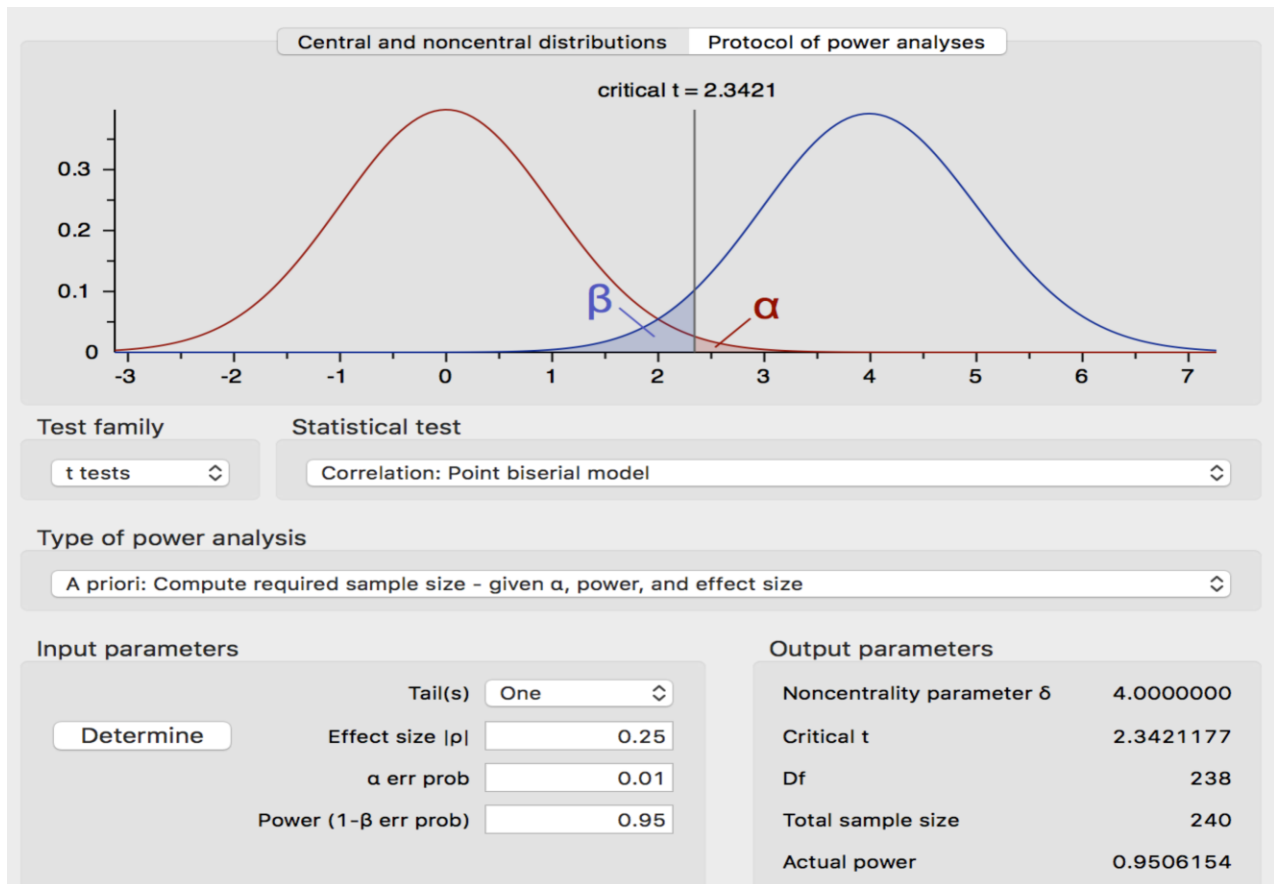 Central and noncentral distributions Protocol of power analyses
critical t = 2.3421
0.3
0.2
0.1
β α
0
-3 -2 -1 0 1 2 3 4 5 6 7
Test family Statistical test
t tests Correlation: Point biserial model
Type of power analysis
A priori: Compute required sample size - given α, power, and effect size
Input parameters Output parameters
Tail(s) One Noncentrality parameter δ 4.0000000
Determine Effect size |ρ| 0.25 Critical t 2.3421177
α err prob 0.01 Df 238
Power (1-β err prob) 0.95 Total sample size 240
Actual power 0.9506154